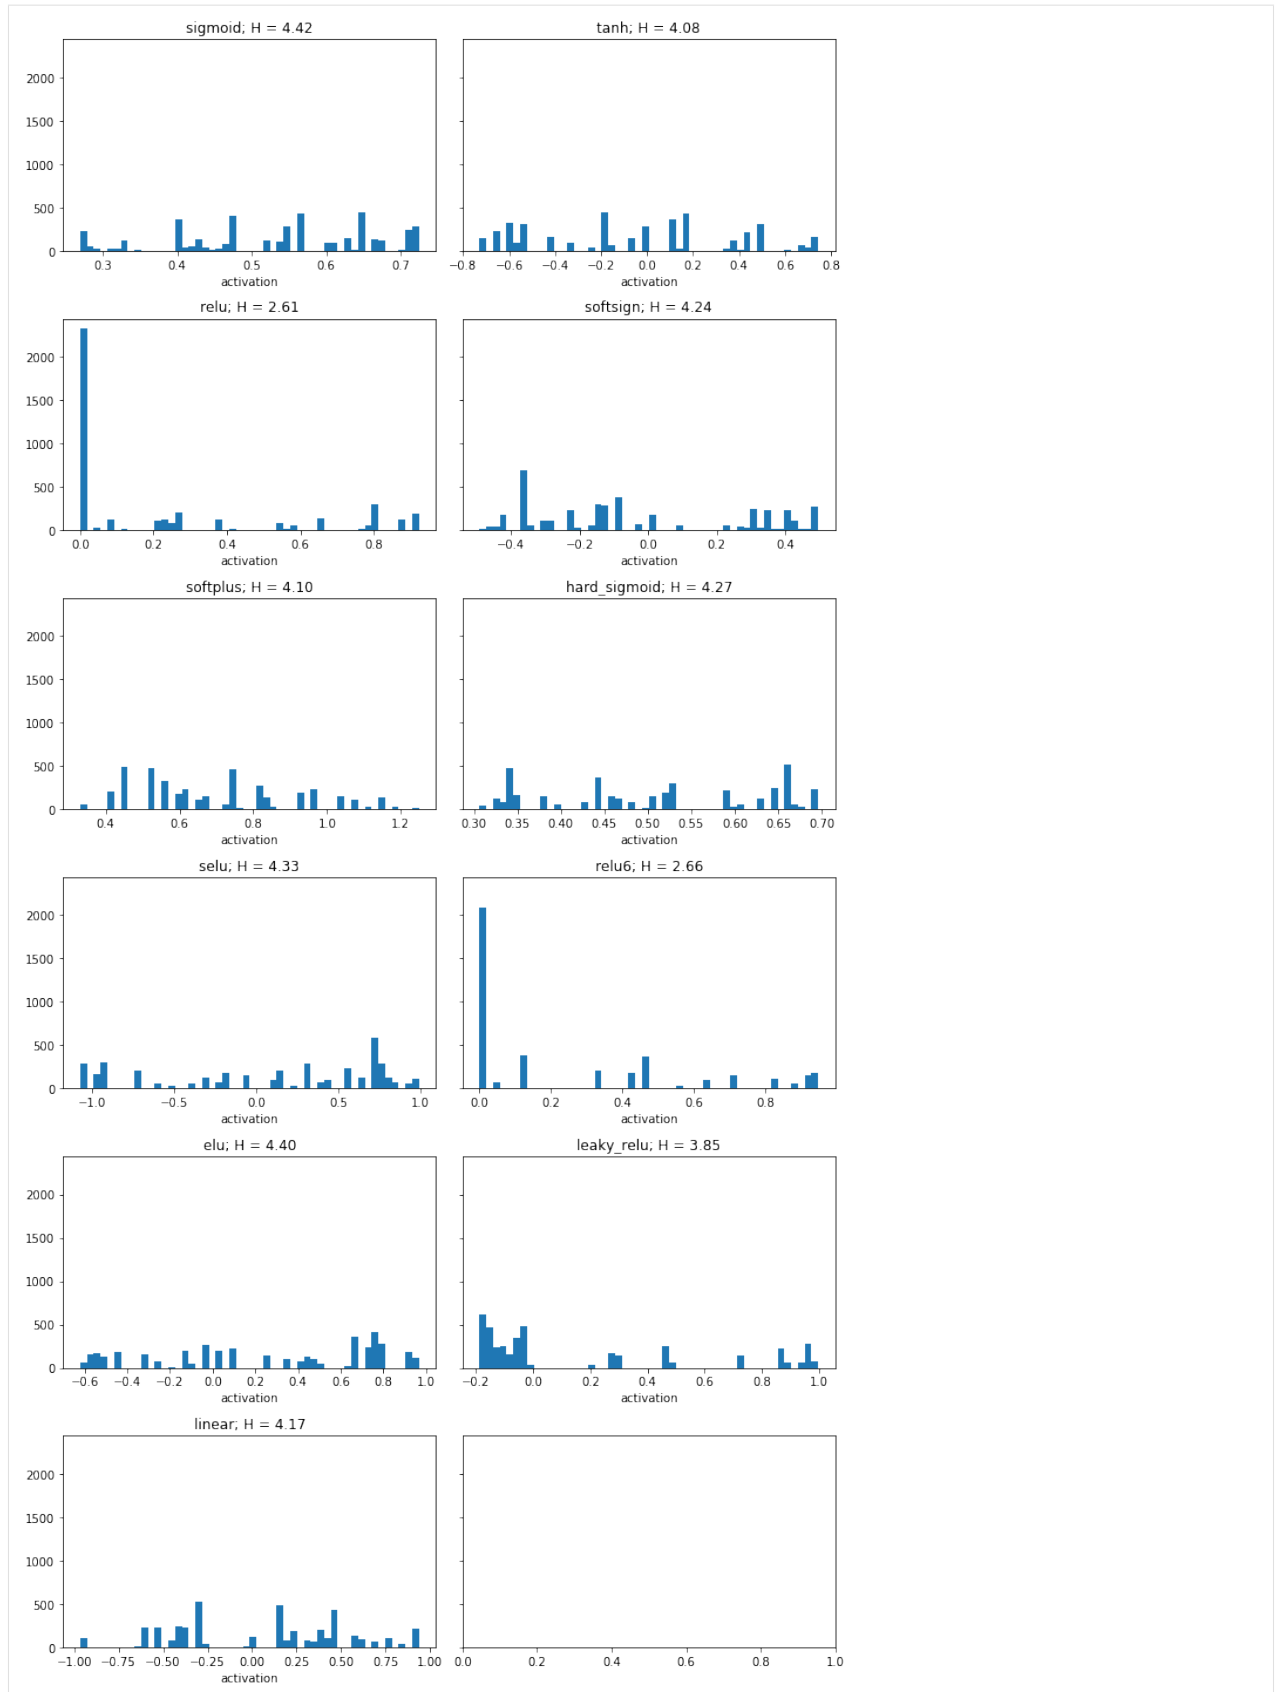 sigmoid; H = 4.42
2000
1500
1000
500
0
0.3 0.4 0.5 0.6 0.7
activation
tanh; H = 4.08
−0.8 −0.6 −0.4 −0.2 0.0 0.2 0.4 0.6 0.8
activation
relu; H = 2.61
2000
1500
1000
500
0
0.0 0.2 0.4 0.6 0.8
activation
softsign; H = 4.24
−0.4 −0.2 0.0 0.2 0.4
activation
softplus; H = 4.10
2000
1500
1000
500
0
0.4 0.6 0.8 1.0 1.2
activation
hard_sigmoid; H = 4.27
0.30 0.35 0.40 0.45 0.50 0.55 0.60 0.65 0.70
activation
selu; H = 4.33
2000
1500
1000
500
0
−1.0 −0.5 0.0 0.5 1.0
activation
relu6; H = 2.66
0.0 0.2 0.4 0.6 0.8
activation
elu; H = 4.40
2000
1500
1000
500
0
−0.6 −0.4 −0.2 0.0 0.2 0.4 0.6 0.8 1.0
activation
leaky_relu; H = 3.85
−0.2 0.0 0.2 0.4 0.6 0.8 1.0
activation
linear; H = 4.17
2000
1500
1000
500
0
−1.00 −0.75 −0.50 −0.25 0.00 0.25 0.50 0.75 1.00
activation
0.0 0.2 0.4 0.6 0.8 1.0